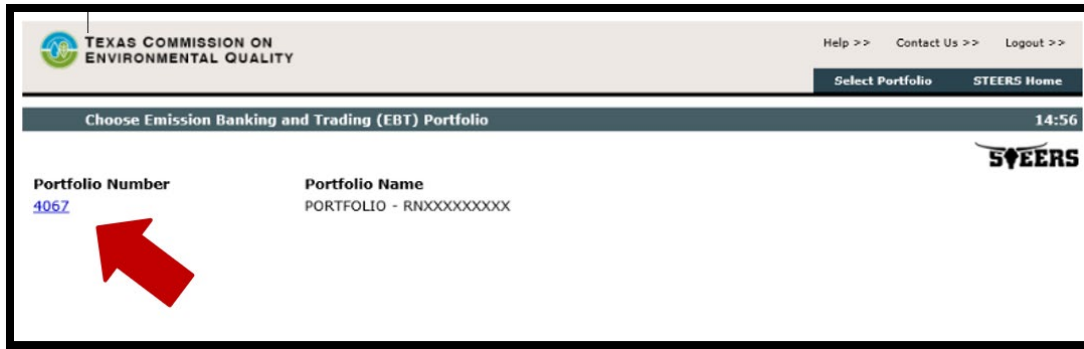 TEXAS COMMISSION ON
ENVIRONMENTAL QUALITY
Help >> Contact Us >> Logout >>
Select Portfolio STEERS Home
Choose Emission Banking and Trading (EBT) Portfolio 14:56
STEERS
Portfolio Number Portfolio Name
4067 PORTFOLIO - RNXXXXXXXXX